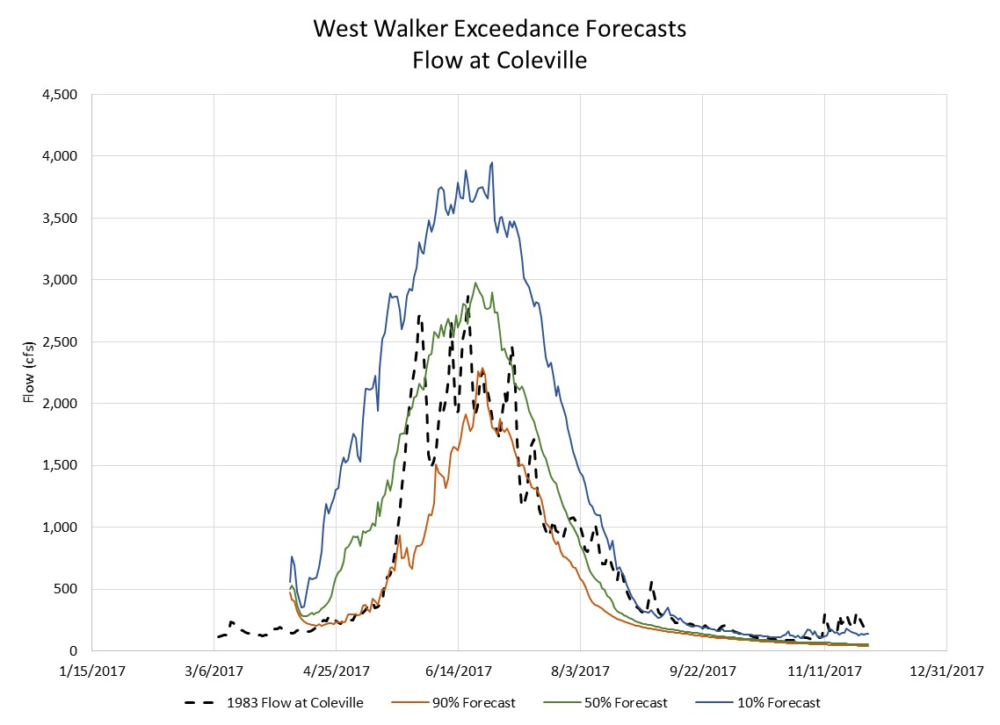 West Walker Exceedance Forecasts
Flow at Coleville
4,500
4,000
3,500
3,000
2,500
2,000
1,500
1,000
500
0
Flow (cfs)
1/15/2017 3/6/2017 4/25/2017 6/14/2017 8/3/2017 9/22/2017 11/11/2017 12/31/2017
1983 Flow at Coleville 90% Forecast 50% Forecast 10% Forecast